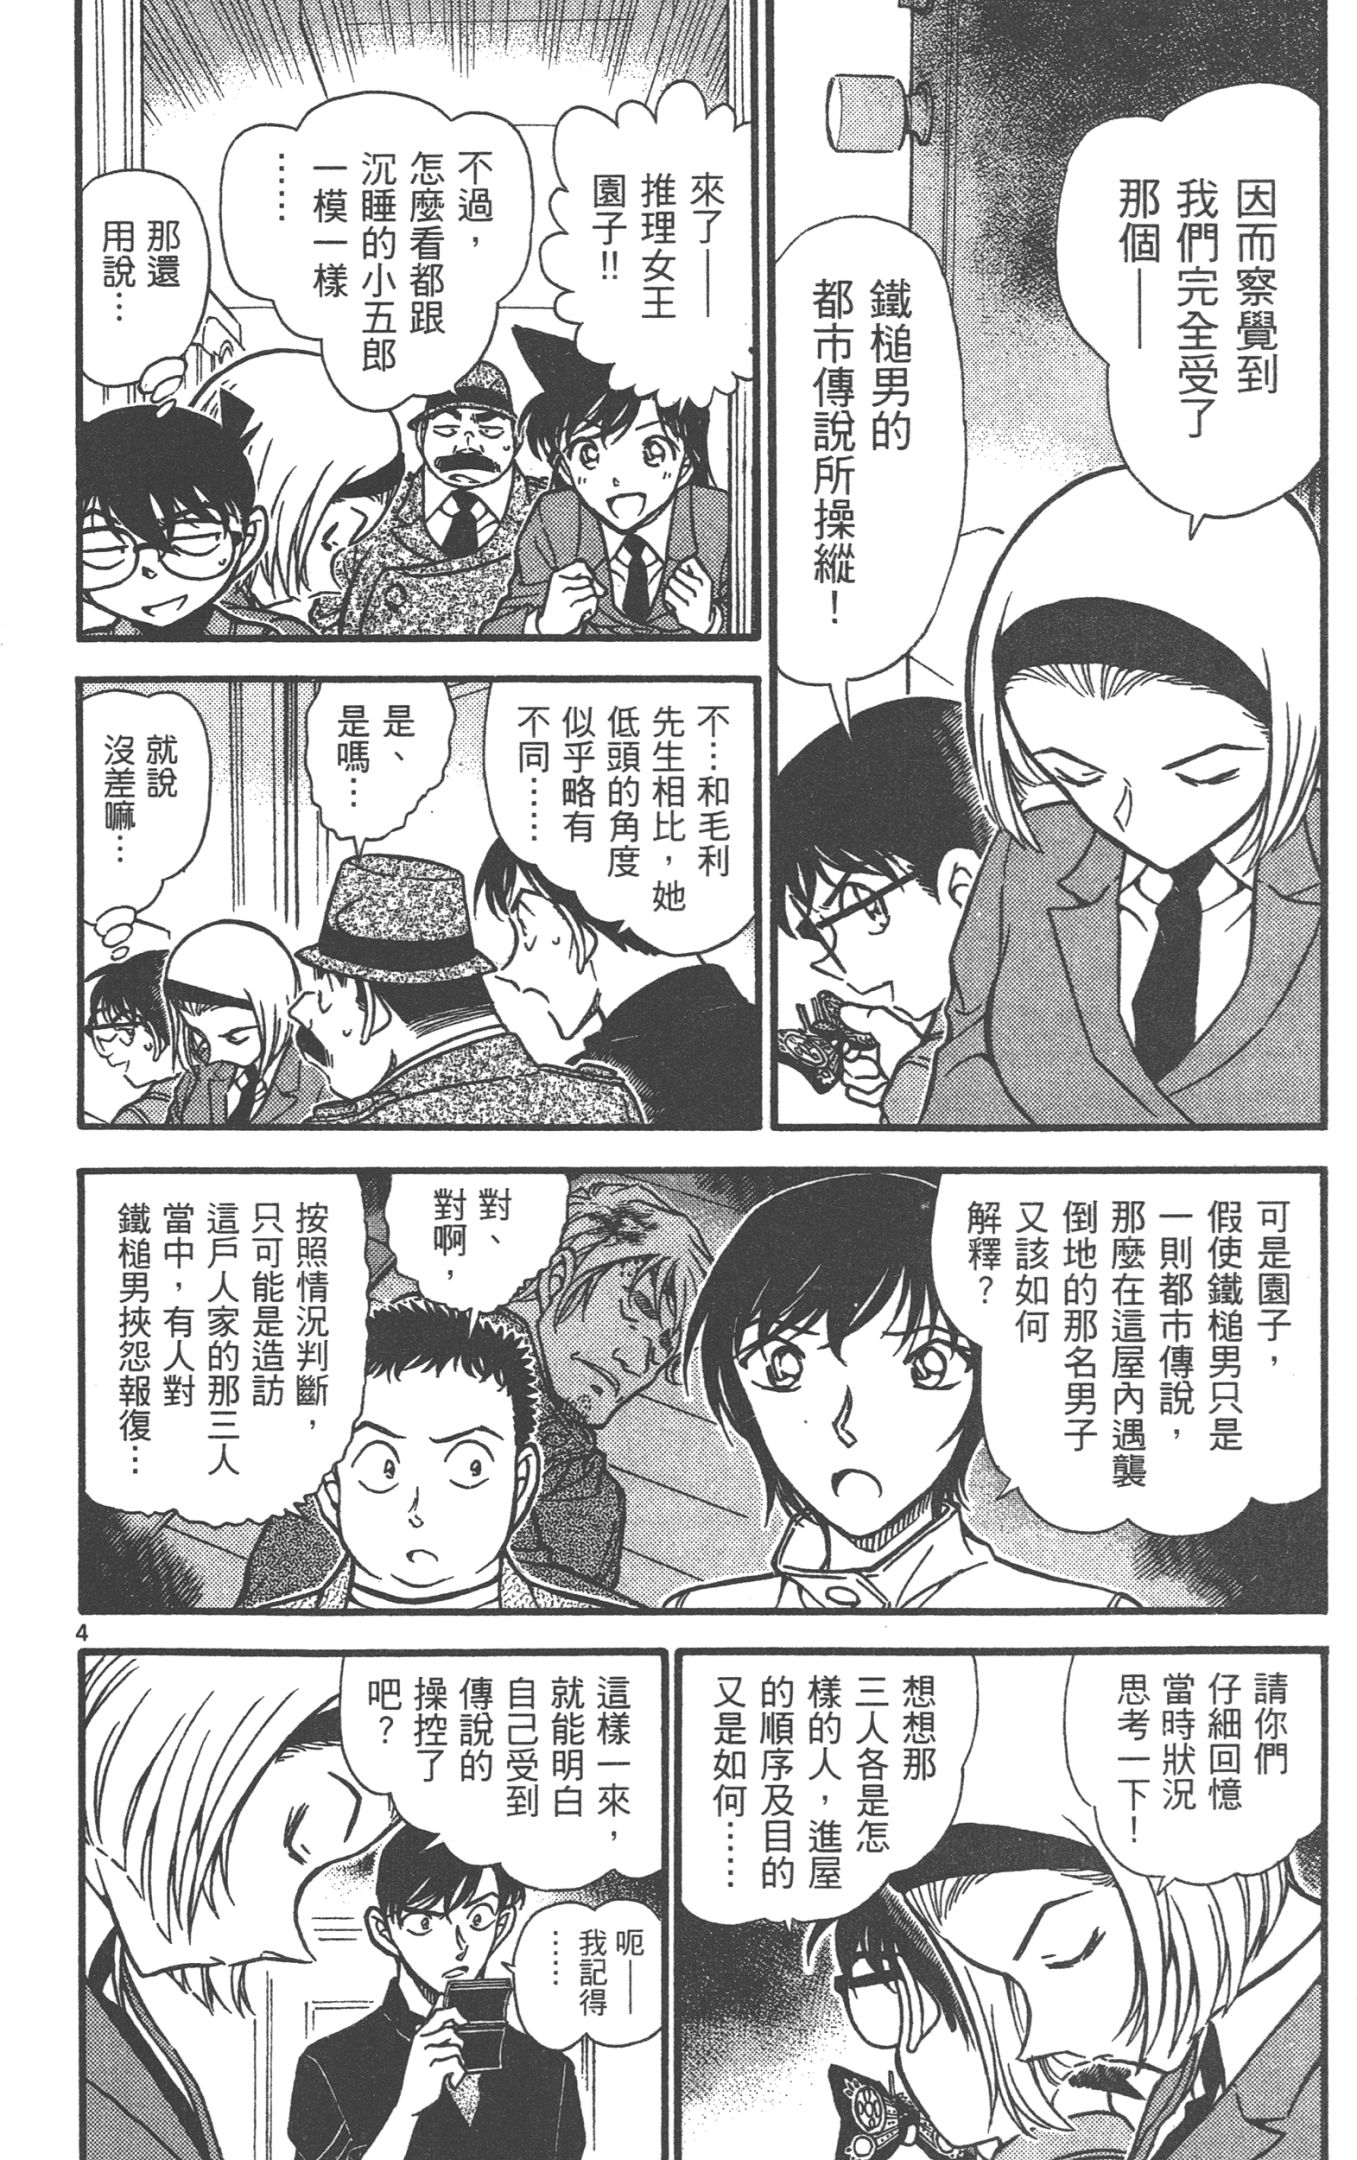 因而察覺到
我們完全受了
那個——
鐵槌男的
都市傳說所操縱！
來了——
推理女王
園子!!
不過，
怎麼看都跟
沉睡的小五郎
一模一樣
……
那還
用說…
不…和毛利
先生相比，她
低頭的角度
似乎略有
不同……
是、
是嗎…
就說
沒差嘛…
可是園子，
假使鐵槌男只是
一則都市傳說，
那麼在這屋內遇襲
倒地的那名男子
又該如何
解釋？
對、
對啊，
按照情況判斷，
只可能是造訪
這戶人家的那三人
當中，有人對
鐵槌男挾怨報復…
4
請你們
仔細回憶
當時狀況
思考一下！
想想那
三人各是怎
樣的人，進屋
的順序及目的
又是如何……
這樣一來，
就能明白
自己受到
傳說的
操控了
吧？
呃——
我記得
……